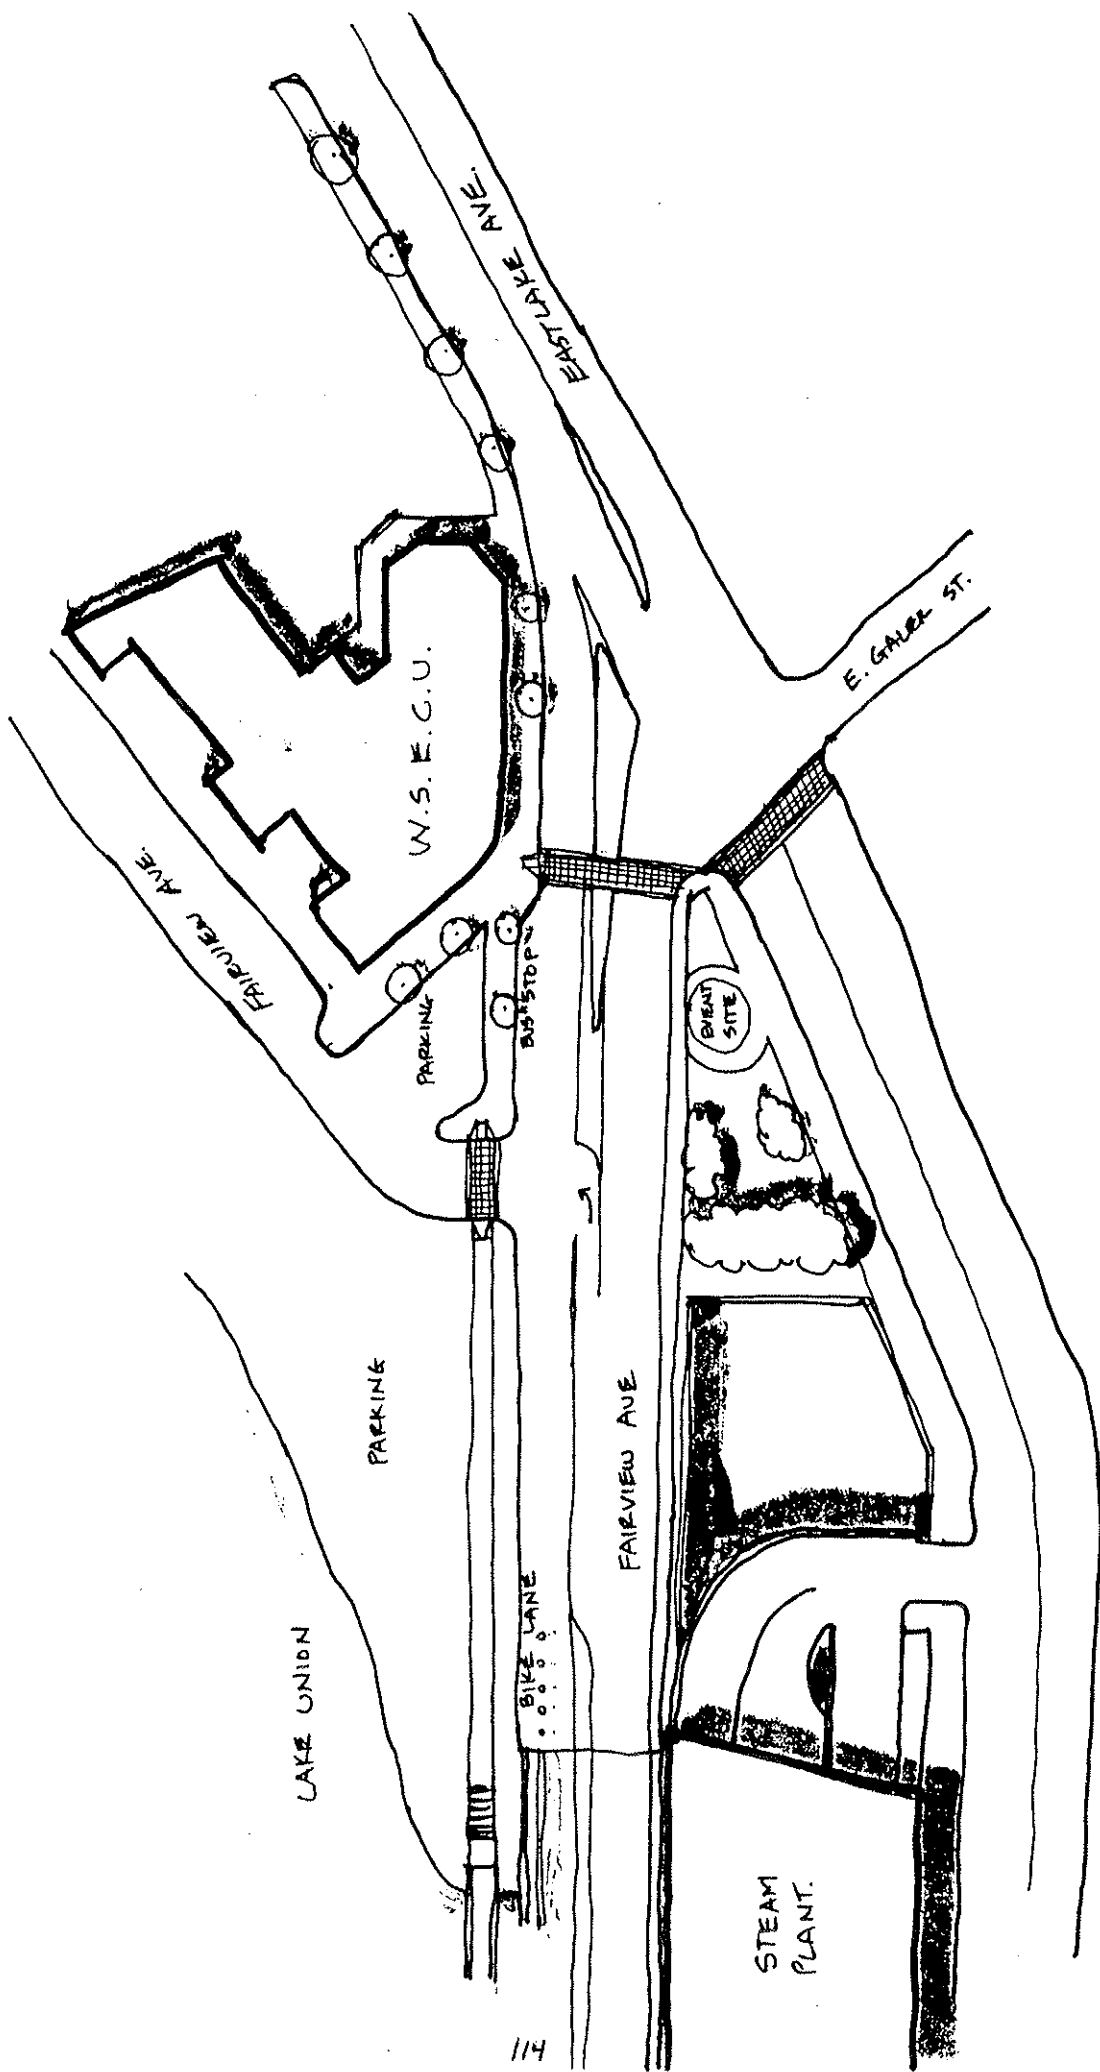 EASTLAKE AVE.
W.S.E.C.U.
FAIRVIEW AVE.
E. GALER ST.
PARKING
BUS STOP
EVENT
SITE
PARKING
FAIRVIEW AVE
LAKE UNION
BIKE LANE
STEAM
PLANT.
114